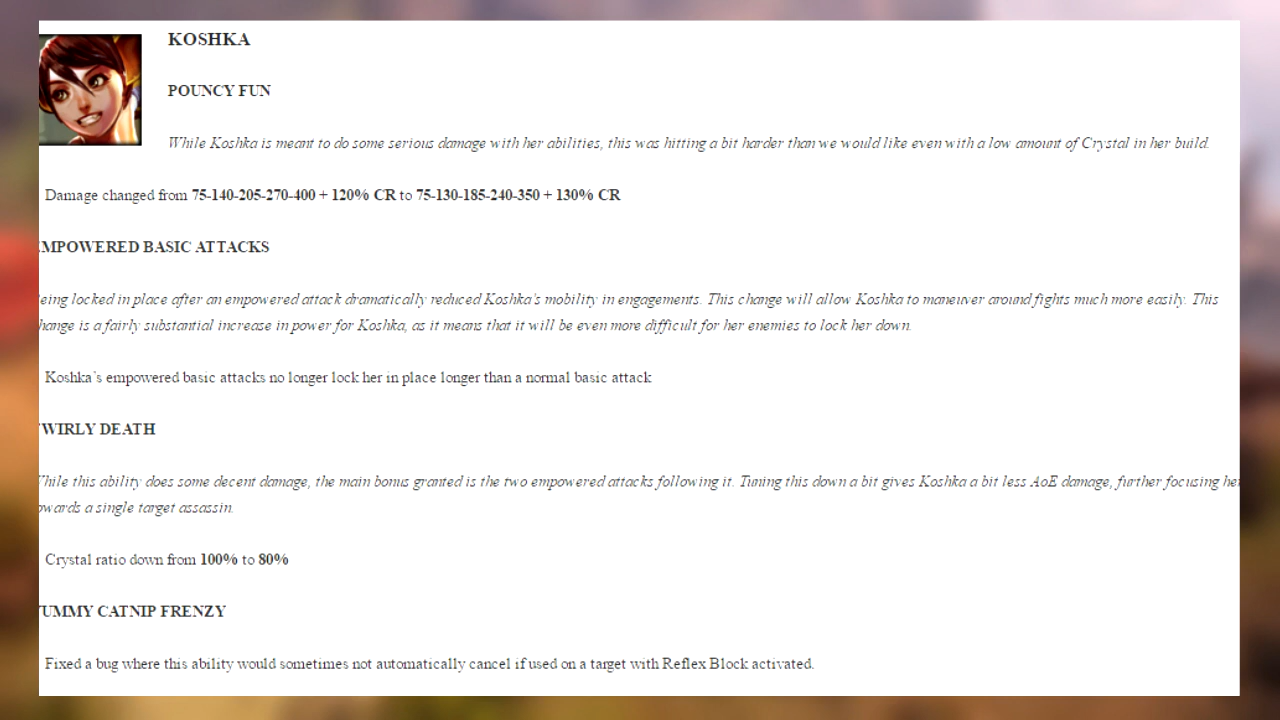 KOSHKA
POUNCY FUN
While Koshka is meant to do some serious damage with her abilities, this was hitting a bit harder than we would like even with a low amount of Crystal in her build.
Damage changed from 75-140-205-270-400 + 120% CR to 75-130-185-240-350 + 130% CR
MPOWERED BASIC ATTACKS
eing locked in place after an empowered attack dramatically reduced Koshka's mobility in engagements. This change will allow Koshka to maneuver around fights much more easily. This
hange is a fairly substantial increase in power for Koshka, as it means that it will be even more difficult for her enemies to lock her down.
Koshka's empowered basic attacks no longer lock her in place longer than a normal basic attack
WIRLY DEATH
hile this ability does some decent damage, the main bonus granted is the two empowered attacks following it. Tuning this down a bit gives Koshka a bit less AoE damage, further focusing her
owards a single target assassin.
Crystal ratio down from 100% to 80%
YUMMY CATNIP FRENZY
Fixed a bug where this ability would sometimes not automatically cancel if used on a target with Reflex Block activated.